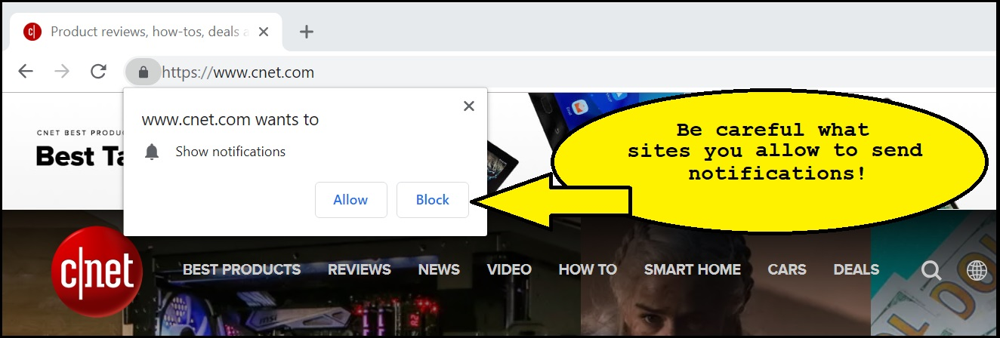 c|
Product reviews, how-tos, deals a
https://www.cnet.com
www.cnet.com wants to
Show notifications
Allow
Block
CNET BEST PRODU
Best Ta
Be careful what
sites you allow to send
notifications!
c|net
BEST PRODUCTS
REVIEWS
NEWS
VIDEO
HOW TO
SMART HOME
CARS
DEALS